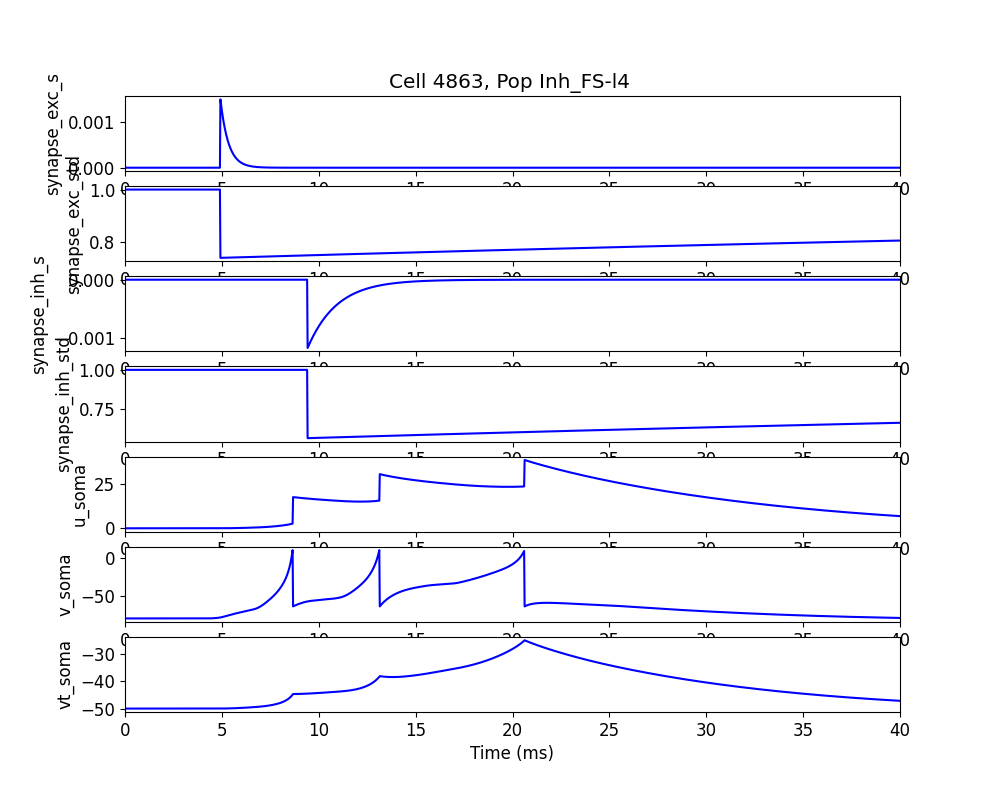 Cell 4863, Pop Inh_FS-l4
synapse_exc_s
0.001
0.000
synapse_exc_std
1.0
0.8
synapse_inh_s
0.000
0.001
synapse_inh_std
1.00
0.75
u_soma
25
0
v_soma
0
−50
vt_soma
−30
−40
−50
0 5 10 15 20 25 30 35 40
Time (ms)